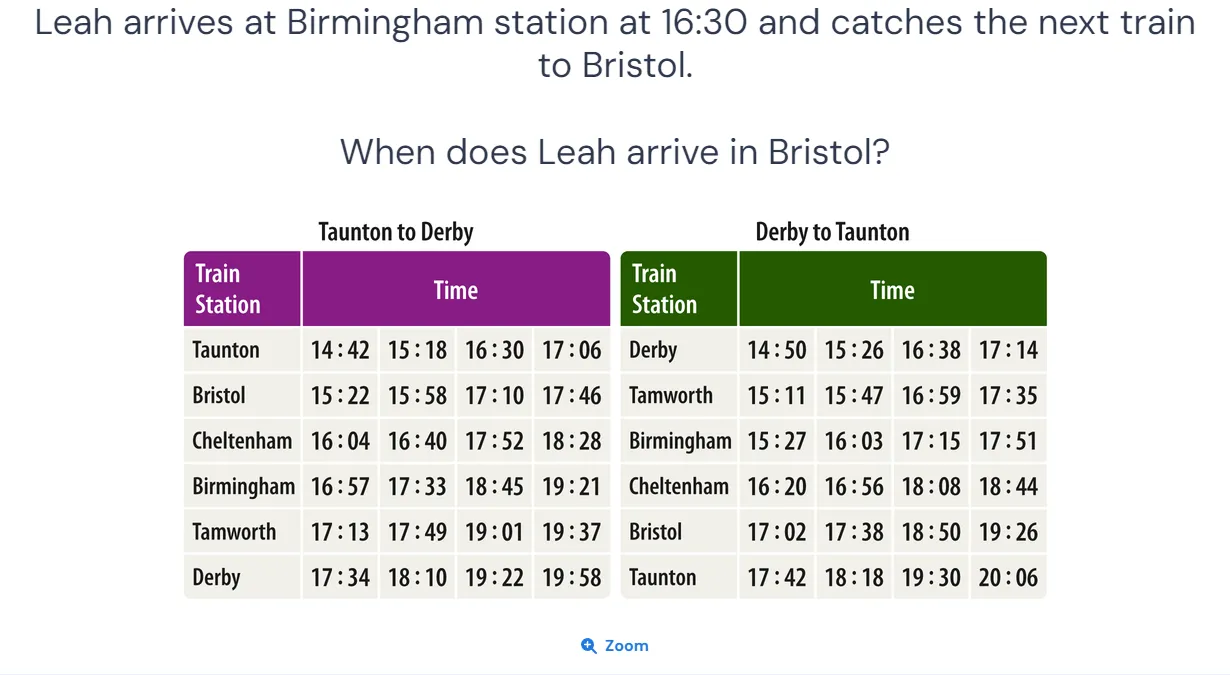 Leah arrives at Birmingham station at 16:30 and catches the next train
to Bristol.
When does Leah arrive in Bristol?
Taunton to Derby
Train Station Time
Taunton 14 : 42 15 : 18 16 : 30 17 : 06
Bristol 15 : 22 15 : 58 17 : 10 17 : 46
Cheltenham 16 : 04 16 : 40 17 : 52 18 : 28
Birmingham 16 : 57 17 : 33 18 : 45 19 : 21
Tamworth 17 : 13 17 : 49 19 : 01 19 : 37
Derby 17 : 34 18 : 10 19 : 22 19 : 58
Derby to Taunton
Train Station Time
Derby 14 : 50 15 : 26 16 : 38 17 : 14
Tamworth 15 : 11 15 : 47 16 : 59 17 : 35
Birmingham 15 : 27 16 : 03 17 : 15 17 : 51
Cheltenham 16 : 20 16 : 56 18 : 08 18 : 44
Bristol 17 : 02 17 : 38 18 : 50 19 : 26
Taunton 17 : 42 18 : 18 19 : 30 20 : 06
Zoom